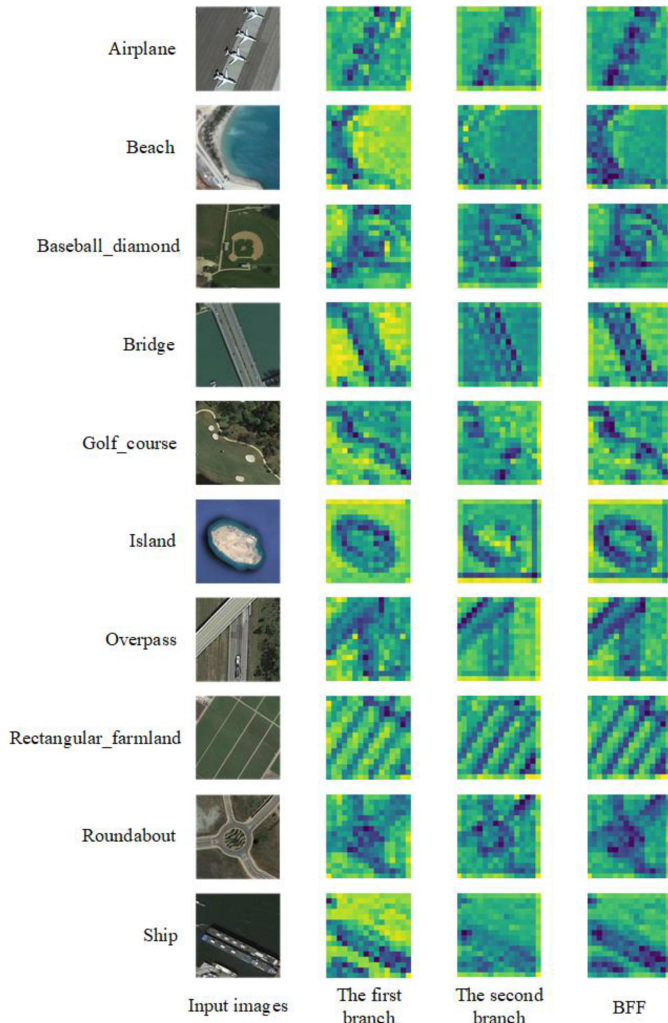 Airplane
Beach
Baseball_diamond
Bridge
Golf_course
Island
Overpass
Rectangular_farmland
Roundabout
Ship
Input images
The first
branch
The second
branch
BFF